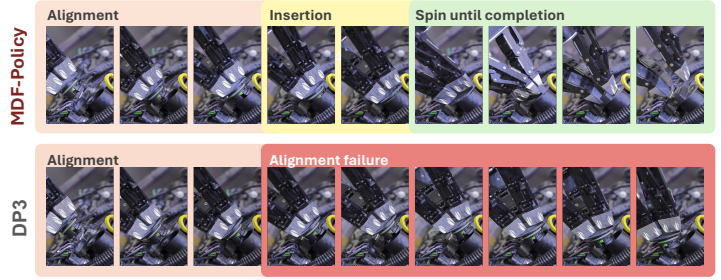 MDF-Policy
Alignment
Insertion
Spin until completion
DP3
Alignment
Alignment failure